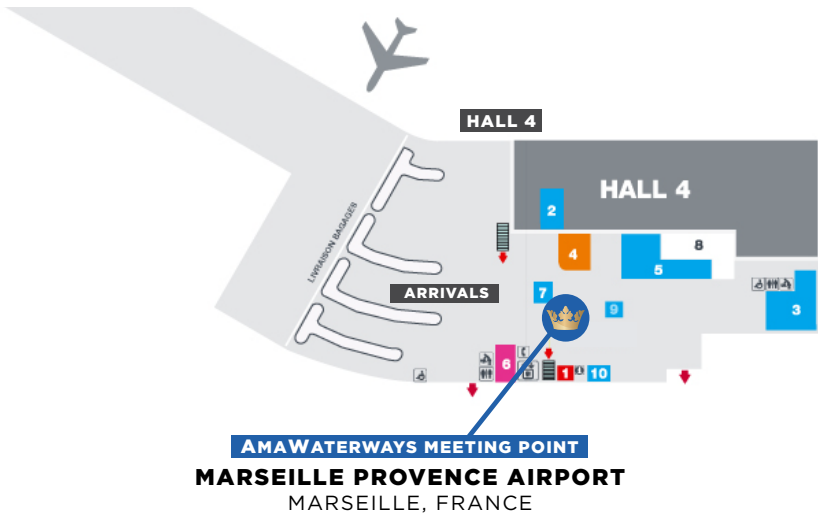 HALL 4
HALL 4
2
8
4
5
LIVRAISON BAGAGES
7
ARRIVALS
9
3
6
1
10
AMAWATERWAYS MEETING POINT
MARSEILLE PROVENCE AIRPORT
MARSEILLE, FRANCE